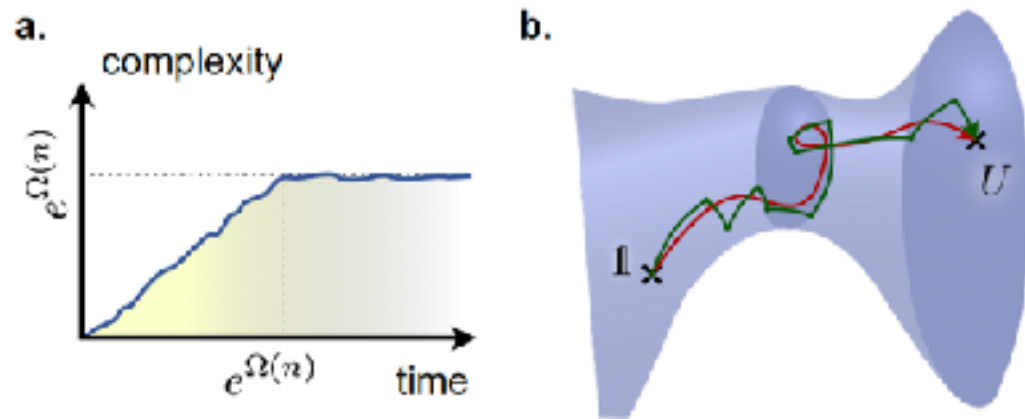 a.
complexity
e^Ω(n)
e^Ω(n)
time
b.
𝟙
U